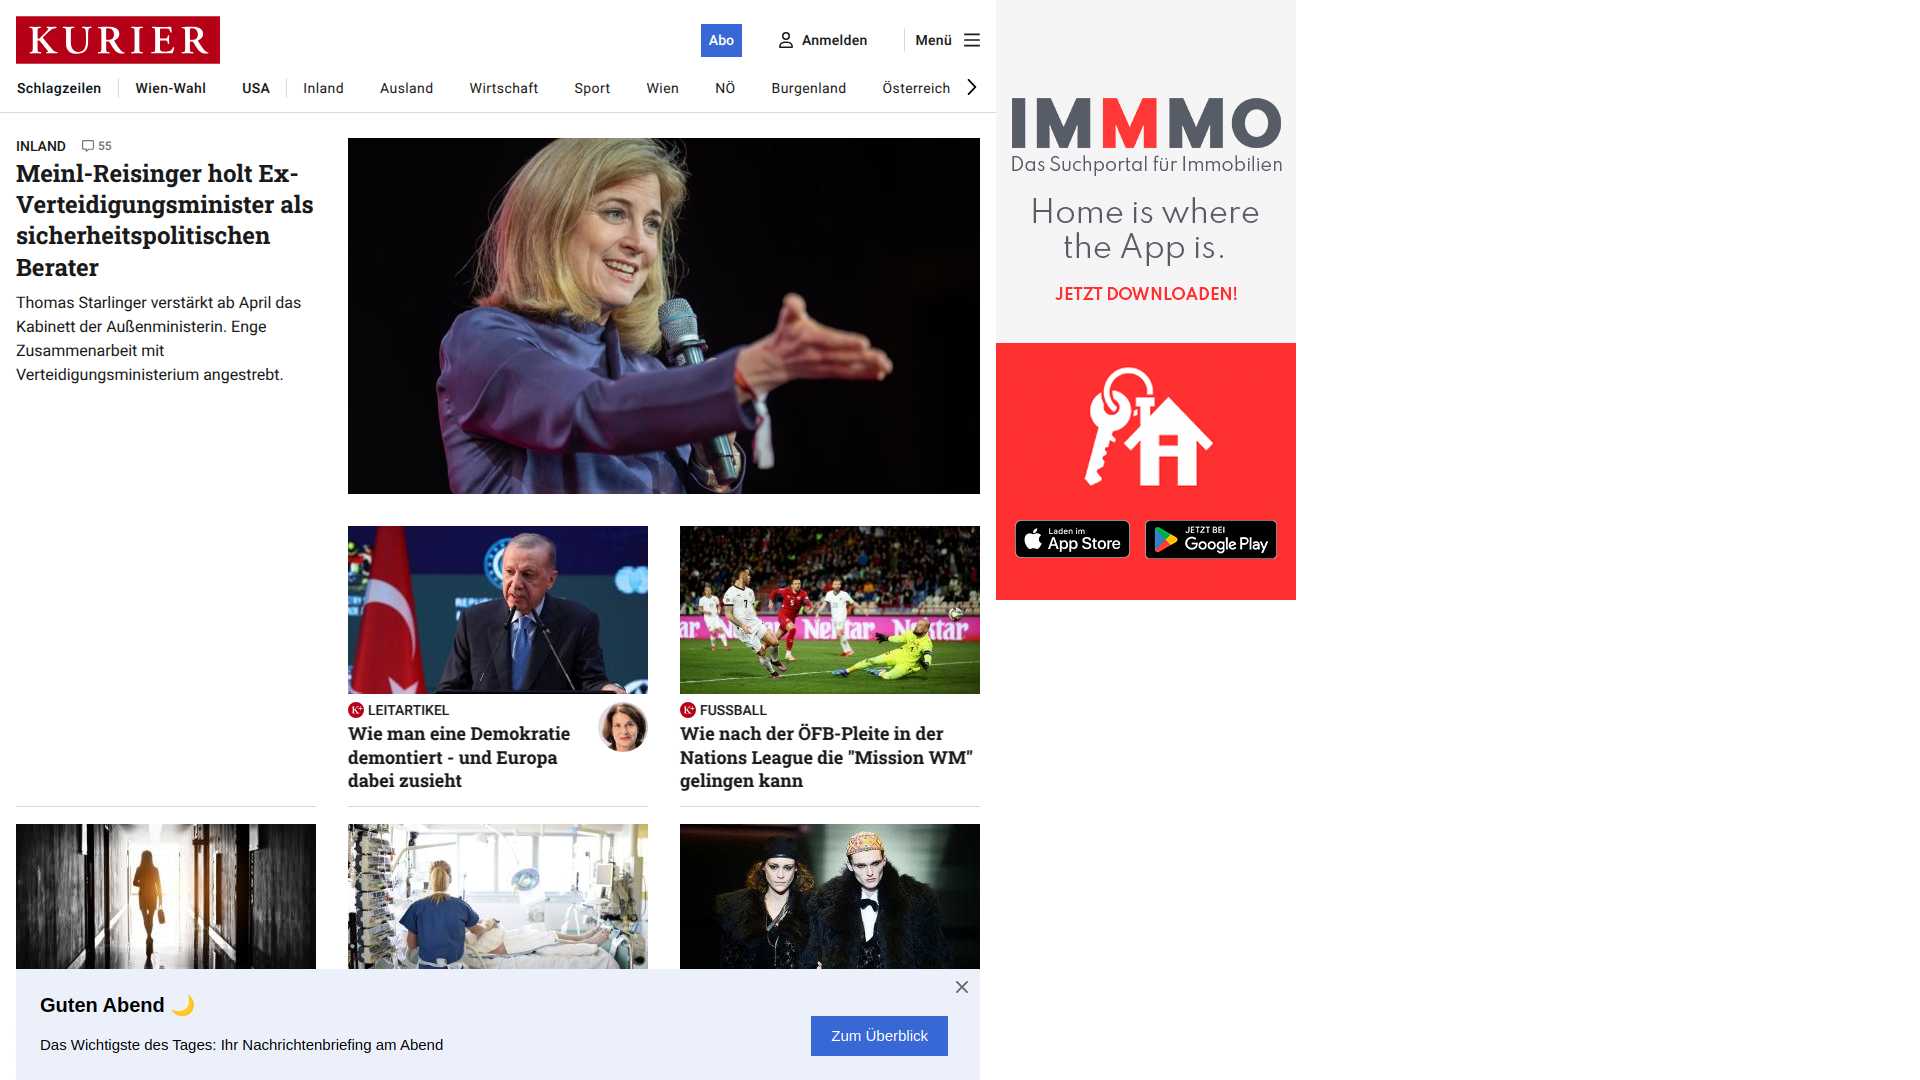 KURIER
Abo
Anmelden
Menü
Schlagzeilen
Wien-Wahl
USA
Inland
Ausland
Wirtschaft
Sport
Wien
NÖ
Burgenland
Österreich
INLAND
55
Meinl-Reisinger holt Ex-
Verteidigungsminister als
sicherheitspolitischen
Berater
Thomas Starlinger verstärkt ab April das
Kabinett der Außenministerin. Enge
Zusammenarbeit mit
Verteidigungsministerium angestrebt.
K+ LEITARTIKEL
Wie man eine Demokratie
demontiert - und Europa
dabei zusieht
K+ FUSSBALL
Wie nach der ÖFB-Pleite in der
Nations League die "Mission WM"
gelingen kann
Guten Abend 🌙
Das Wichtigste des Tages: Ihr Nachrichtenbriefing am Abend
Zum Überblick
IMMMO
Das Suchportal für Immobilien
Home is where
the App is.
JETZT DOWNLOADEN!
Laden im
App Store
JETZT BEI
Google Play